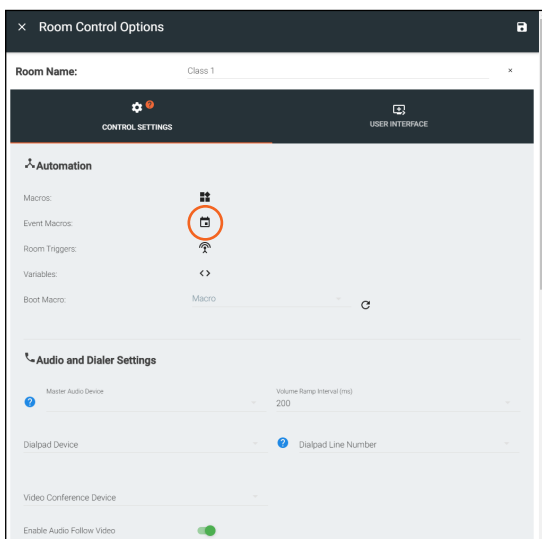 × Room Control Options
Room Name: Class 1 ×
?
CONTROL SETTINGS USER INTERFACE
Automation
Macros:
Event Macros:
Room Triggers:
Variables: <>
Boot Macro: Macro
Audio and Dialer Settings
Master Audio Device Volume Ramp Interval (ms)
? 200
Dialpad Device ? Dialpad Line Number
Video Conference Device
Enable Audio Follow Video